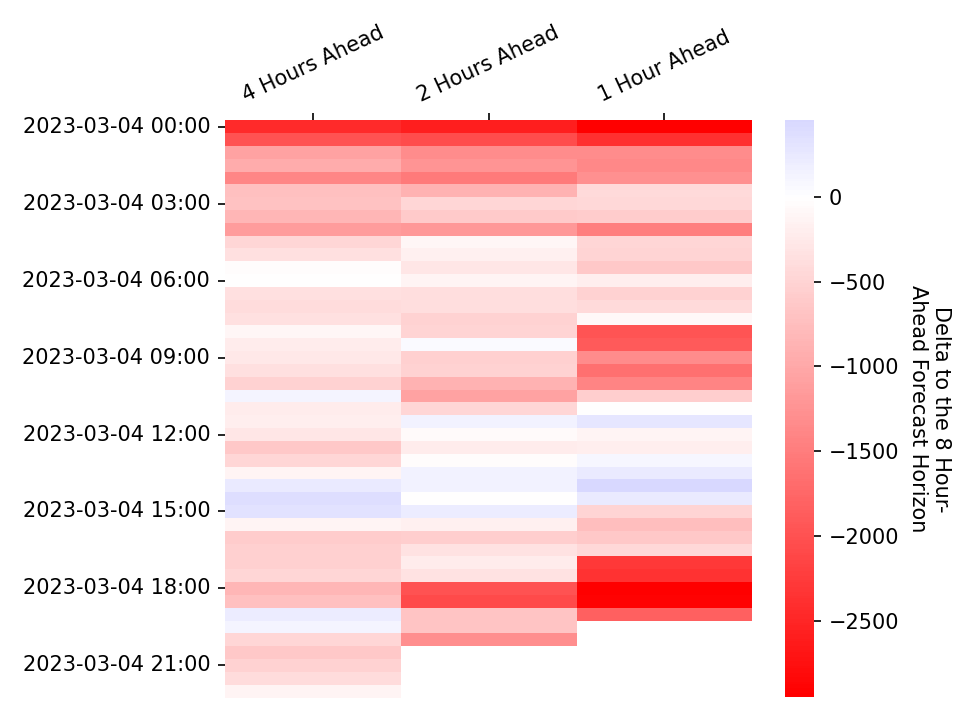 4 Hours Ahead
2 Hours Ahead
1 Hour Ahead
2023-03-04 00:00
2023-03-04 03:00
2023-03-04 06:00
2023-03-04 09:00
2023-03-04 12:00
2023-03-04 15:00
2023-03-04 18:00
2023-03-04 21:00
0
−500
−1000
−1500
−2000
−2500
Delta to the 8 Hour-
Ahead Forecast Horizon